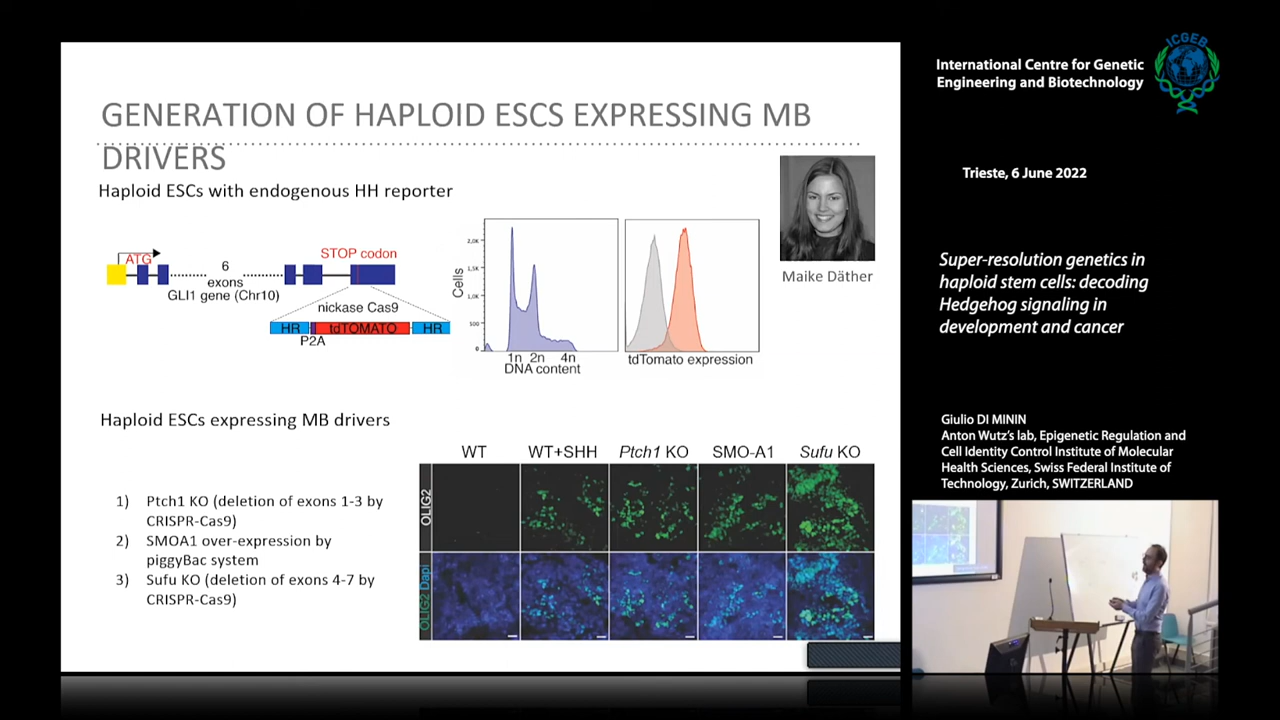 GENERATION OF HAPLOID ESCS EXPRESSING MB
DRIVERS
Haploid ESCs with endogenous HH reporter
ATG
6
exons
GLI1 gene (Chr10)
STOP codon
nickase Cas9
HR
tdTOMATO
HR
P2A
Cells
2,0K
1,5K
1,0K
500
0
1n 2n 4n
DNA content
tdTomato expression
Maike Däther
Haploid ESCs expressing MB drivers
1) Ptch1 KO (deletion of exons 1-3 by
CRISPR-Cas9)
2) SMOA1 over-expression by
piggyBac system
3) Sufu KO (deletion of exons 4-7 by
CRISPR-Cas9)
WT WT+SHH Ptch1 KO SMO-A1 Sufu KO
OLIG2
OLIG2 Dapi
International Centre for Genetic
Engineering and Biotechnology
ICGEB
Trieste, 6 June 2022
Super-resolution genetics in
haploid stem cells: decoding
Hedgehog signaling in
development and cancer
Giulio DI MININ
Anton Wutz's lab, Epigenetic Regulation and
Cell Identity Control Institute of Molecular
Health Sciences, Swiss Federal Institute of
Technology, Zurich, SWITZERLAND